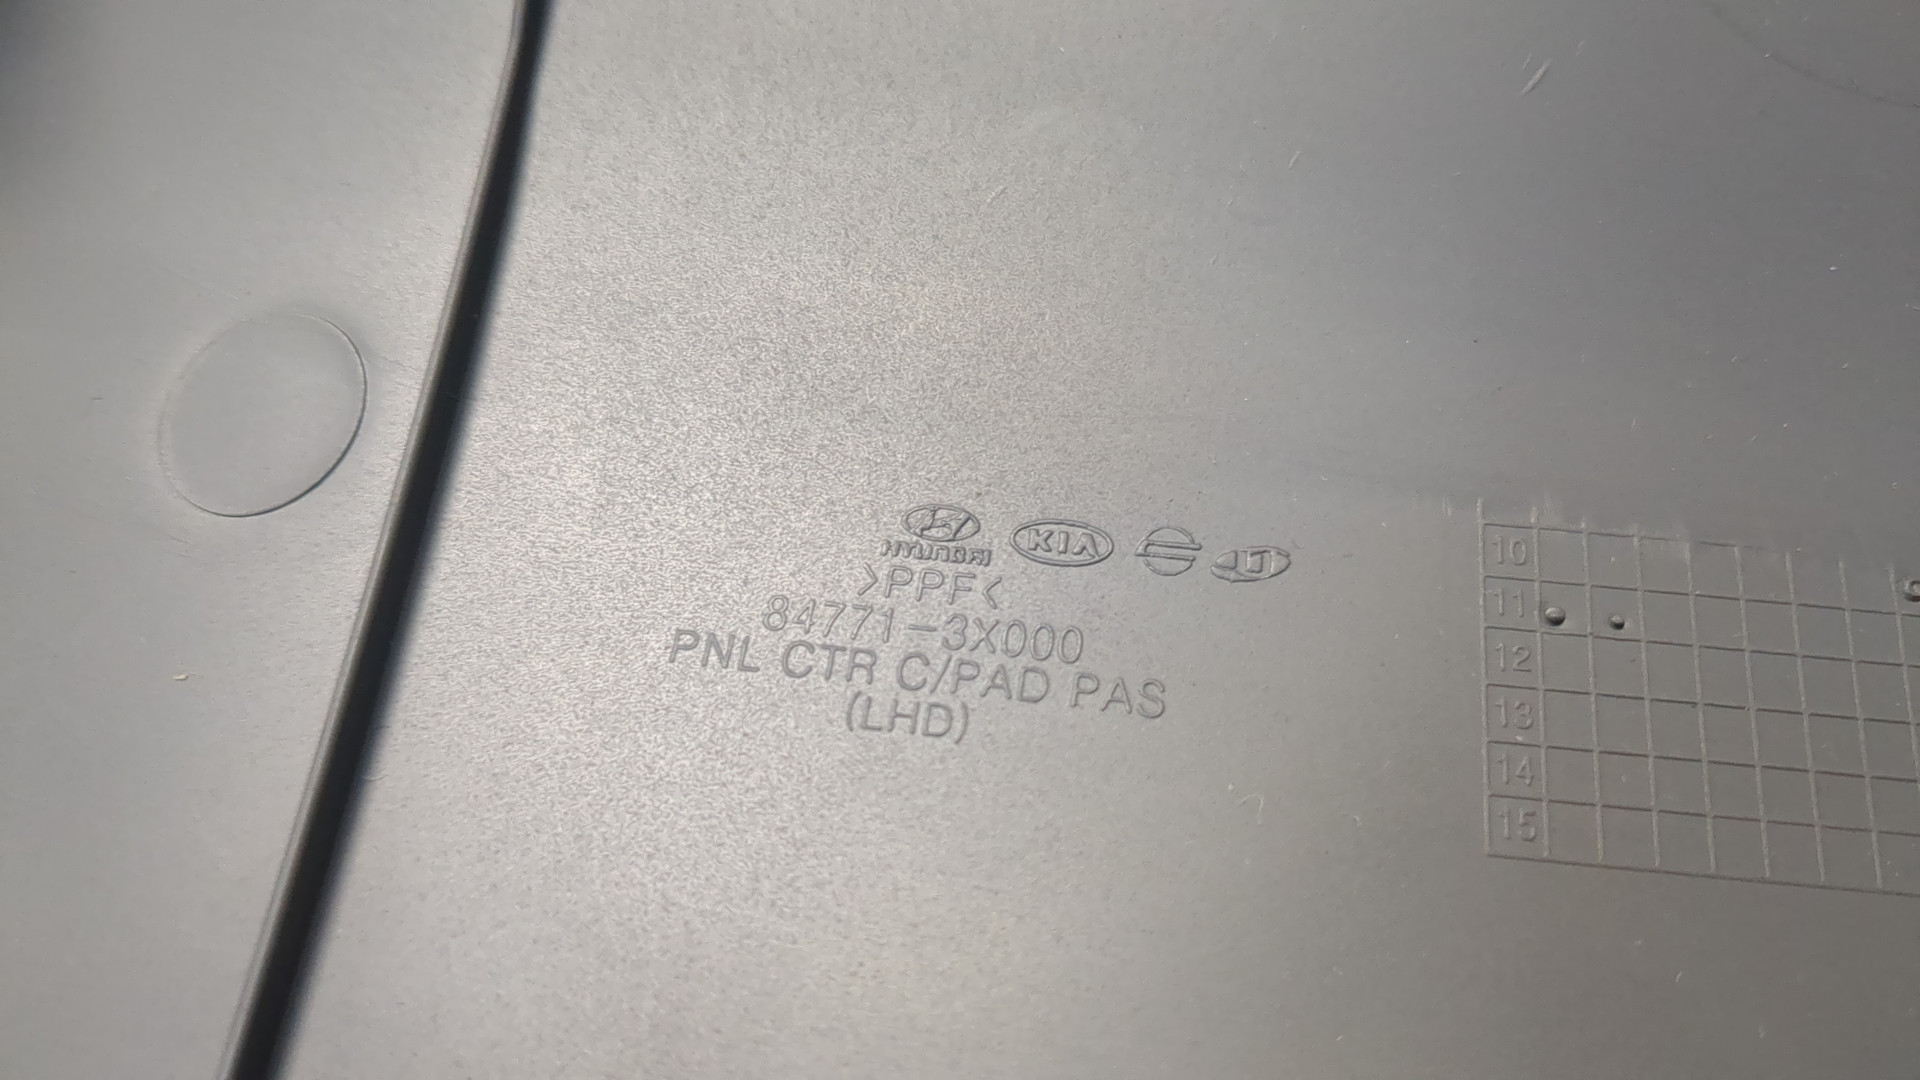 HYUNDAI KIA
>PPF<
84771-3X000
PNL CTR C/PAD PAS
(LHD)
10
11
12
13
14
15